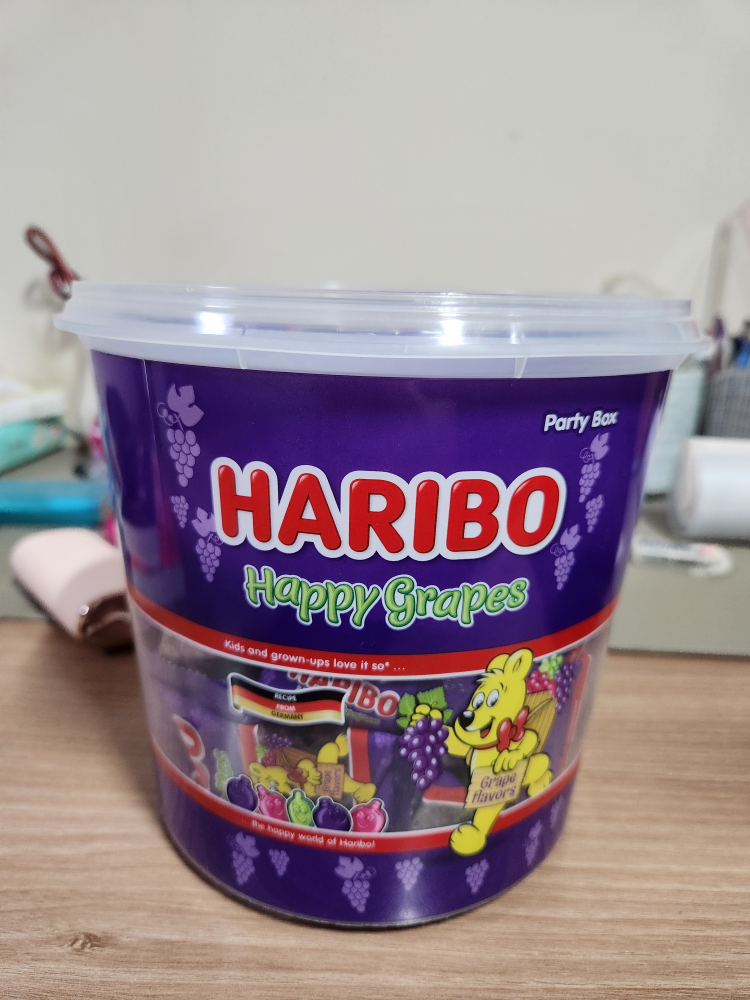 Party Box
HARIBO
Happy Grapes
Kids and grown-ups love it so* ...
HARIBO
RECIPE
FROM
GERMANY
Grape
flavors
the happy world of Haribo!